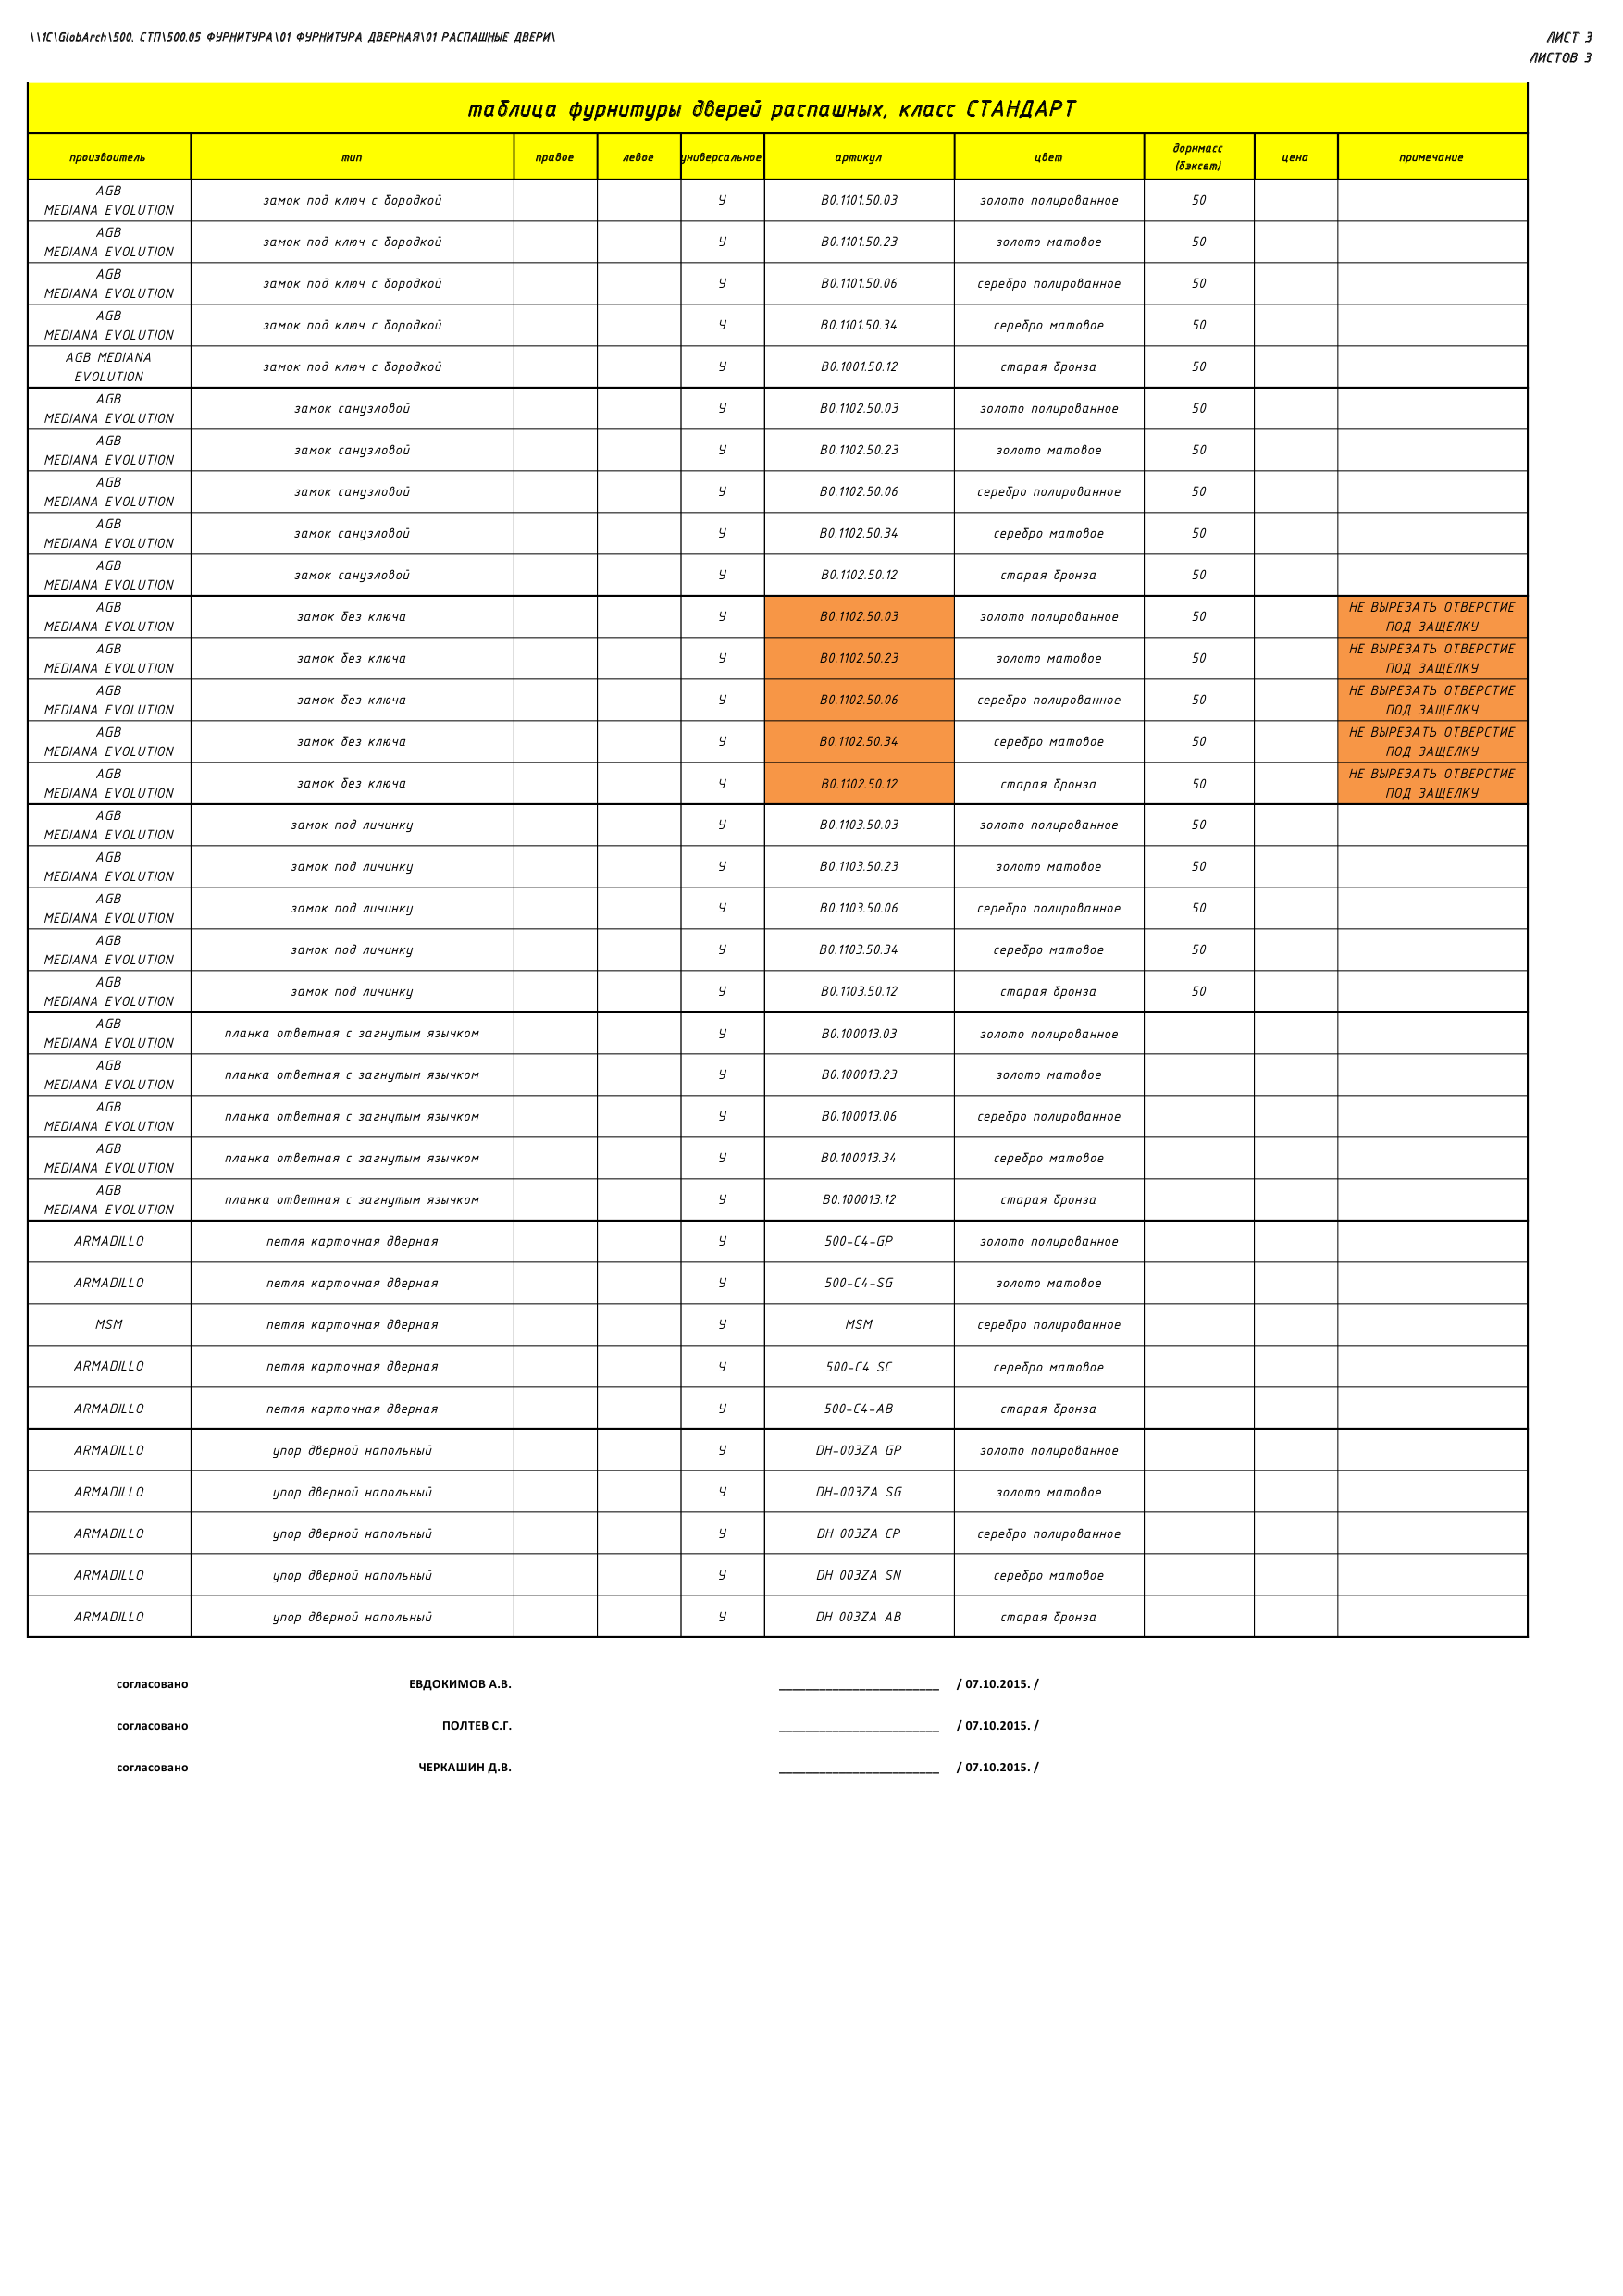 \\1C\GlobArch\500. СТП\500.05 ФУРНИТУРА\01 ФУРНИТУРА ДВЕРНАЯ\01 РАСПАШНЫЕ ДВЕРИ\
ЛИСТ 3
ЛИСТОВ 3
таблица фурнитуры дверей распашных, класс СТАНДАРТ
произвоитель тип правое левое универсальное артикул цвет дорнмасс (бэксет) цена примечание
AGB MEDIANA EVOLUTION замок под ключ с бородкой У B0.1101.50.03 золото полированное 50
AGB MEDIANA EVOLUTION замок под ключ с бородкой У B0.1101.50.23 золото матовое 50
AGB MEDIANA EVOLUTION замок под ключ с бородкой У B0.1101.50.06 серебро полированное 50
AGB MEDIANA EVOLUTION замок под ключ с бородкой У B0.1101.50.34 серебро матовое 50
AGB MEDIANA EVOLUTION замок под ключ с бородкой У B0.1001.50.12 старая бронза 50
AGB MEDIANA EVOLUTION замок санузловой У B0.1102.50.03 золото полированное 50
AGB MEDIANA EVOLUTION замок санузловой У B0.1102.50.23 золото матовое 50
AGB MEDIANA EVOLUTION замок санузловой У B0.1102.50.06 серебро полированное 50
AGB MEDIANA EVOLUTION замок санузловой У B0.1102.50.34 серебро матовое 50
AGB MEDIANA EVOLUTION замок санузловой У B0.1102.50.12 старая бронза 50
AGB MEDIANA EVOLUTION замок без ключа У B0.1102.50.03 золото полированное 50 НЕ ВЫРЕЗАТЬ ОТВЕРСТИЕ ПОД ЗАЩЕЛКУ
AGB MEDIANA EVOLUTION замок без ключа У B0.1102.50.23 золото матовое 50 НЕ ВЫРЕЗАТЬ ОТВЕРСТИЕ ПОД ЗАЩЕЛКУ
AGB MEDIANA EVOLUTION замок без ключа У B0.1102.50.06 серебро полированное 50 НЕ ВЫРЕЗАТЬ ОТВЕРСТИЕ ПОД ЗАЩЕЛКУ
AGB MEDIANA EVOLUTION замок без ключа У B0.1102.50.34 серебро матовое 50 НЕ ВЫРЕЗАТЬ ОТВЕРСТИЕ ПОД ЗАЩЕЛКУ
AGB MEDIANA EVOLUTION замок без ключа У B0.1102.50.12 старая бронза 50 НЕ ВЫРЕЗАТЬ ОТВЕРСТИЕ ПОД ЗАЩЕЛКУ
AGB MEDIANA EVOLUTION замок под личинку У B0.1103.50.03 золото полированное 50
AGB MEDIANA EVOLUTION замок под личинку У B0.1103.50.23 золото матовое 50
AGB MEDIANA EVOLUTION замок под личинку У B0.1103.50.06 серебро полированное 50
AGB MEDIANA EVOLUTION замок под личинку У B0.1103.50.34 серебро матовое 50
AGB MEDIANA EVOLUTION замок под личинку У B0.1103.50.12 старая бронза 50
AGB MEDIANA EVOLUTION планка ответная с загнутым язычком У B0.100013.03 золото полированное
AGB MEDIANA EVOLUTION планка ответная с загнутым язычком У B0.100013.23 золото матовое
AGB MEDIANA EVOLUTION планка ответная с загнутым язычком У B0.100013.06 серебро полированное
AGB MEDIANA EVOLUTION планка ответная с загнутым язычком У B0.100013.34 серебро матовое
AGB MEDIANA EVOLUTION планка ответная с загнутым язычком У B0.100013.12 старая бронза
ARMADILLO петля карточная дверная У 500-C4-GP золото полированное
ARMADILLO петля карточная дверная У 500-C4-SG золото матовое
MSM петля карточная дверная У MSM серебро полированное
ARMADILLO петля карточная дверная У 500-C4 SC серебро матовое
ARMADILLO петля карточная дверная У 500-C4-AB старая бронза
ARMADILLO упор дверной напольный У DH-003ZA GP золото полированное
ARMADILLO упор дверной напольный У DH-003ZA SG золото матовое
ARMADILLO упор дверной напольный У DH 003ZA CP серебро полированное
ARMADILLO упор дверной напольный У DH 003ZA SN серебро матовое
ARMADILLO упор дверной напольный У DH 003ZA AB старая бронза
согласовано ЕВДОКИМОВ А.В. ________________________ / 07.10.2015. /
согласовано ПОЛТЕВ С.Г. ________________________ / 07.10.2015. /
согласовано ЧЕРКАШИН Д.В. ________________________ / 07.10.2015. /